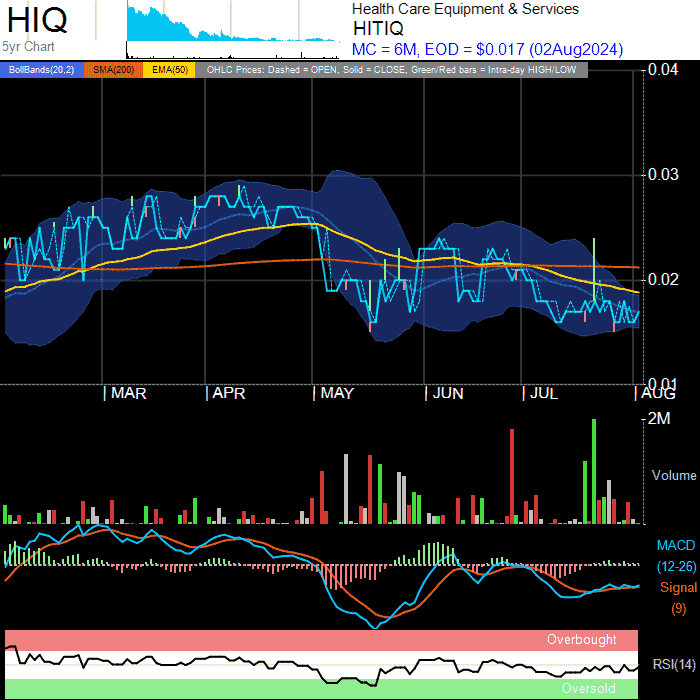 HIQ
5yr Chart
Health Care Equipment & Services
HITIQ
MC = 6M, EOD = $0.017 (02Aug2024)
BollBands(20,2) SMA(200) EMA(50) OHLC Prices: Dashed = OPEN, Solid = CLOSE, Green/Red bars = Intra-day HIGH/LOW
0.04
0.03
0.02
0.01
MAR APR MAY JUN JUL AUG
2M
Volume
MACD
(12-26)
Signal
(9)
Overbought
RSI(14)
Oversold